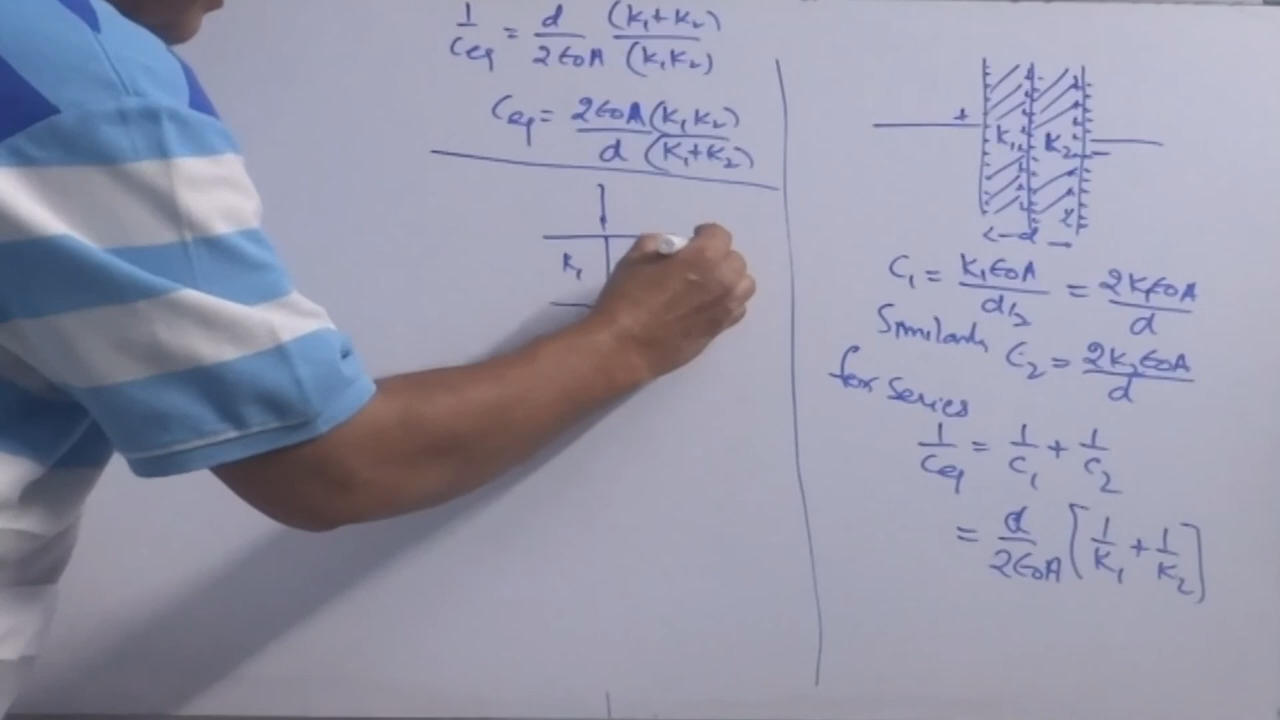 1/Ceq = d/2ϵ0A (K1+K2)/(K1K2)
Ceq = 2ϵ0A(K1K2)/d(K1+K2)
K1
+ K1 K2 −
<-d->
C1 = K1ϵ0A/d/2 = 2K1ϵ0A/d
Similarly C2 = 2K2ϵ0A/d
for series
1/Ceq = 1/C1 + 1/C2
= d/2ϵ0A [1/K1 + 1/K2]